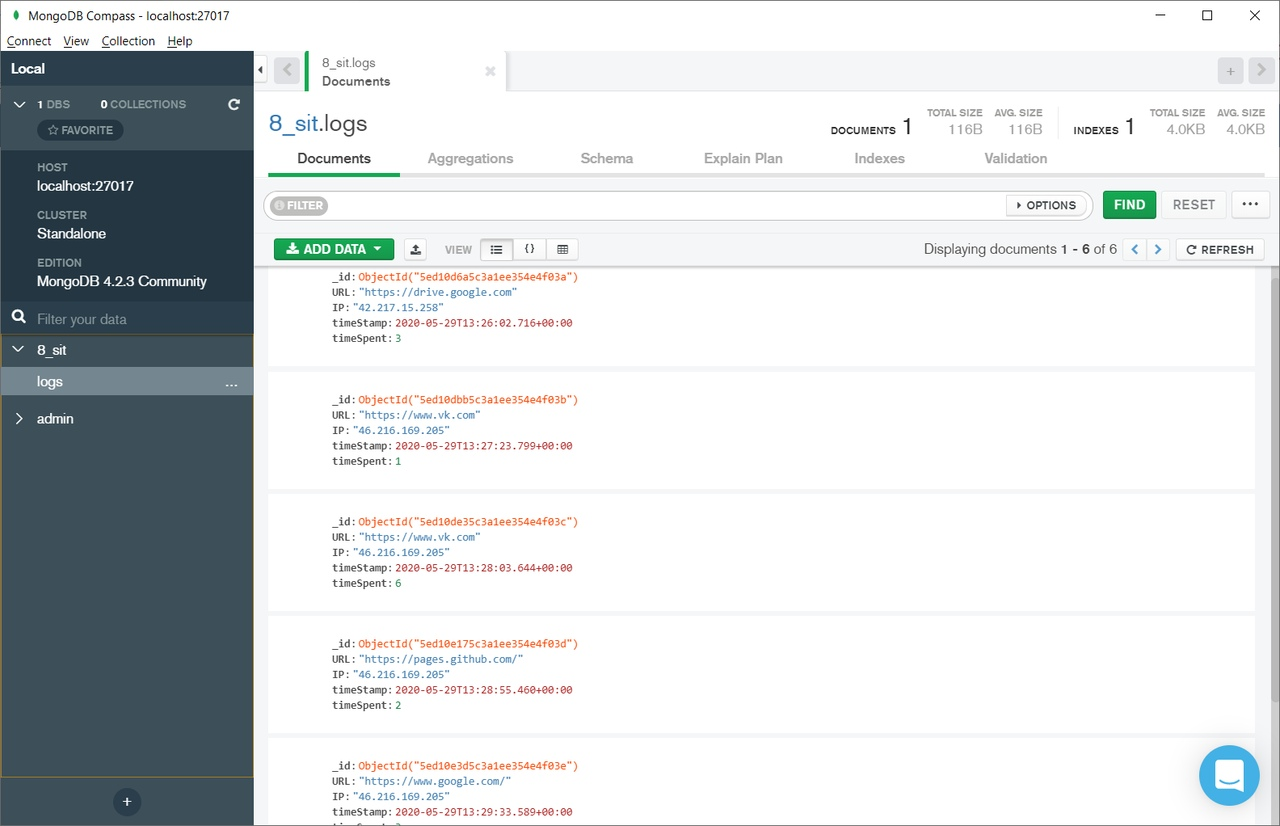 MongoDB Compass - localhost:27017
Connect View Collection Help
Local
1 DBS 0 COLLECTIONS
FAVORITE
HOST
localhost:27017
CLUSTER
Standalone
EDITION
MongoDB 4.2.3 Community
Filter your data
8_sit
logs ...
admin
+
8_sit.logs
Documents
8_sit.logs
DOCUMENTS 1 TOTAL SIZE 116B AVG. SIZE 116B INDEXES 1 TOTAL SIZE 4.0KB AVG. SIZE 4.0KB
Documents Aggregations Schema Explain Plan Indexes Validation
FILTER OPTIONS FIND RESET ...
ADD DATA VIEW {} Displaying documents 1 - 6 of 6 REFRESH
_id: ObjectId("5ed10d6a5c3a1ee354e4f03a")
URL: "https://drive.google.com"
IP: "42.217.15.258"
timeStamp: 2020-05-29T13:26:02.716+00:00
timeSpent: 3
_id: ObjectId("5ed10dbb5c3a1ee354e4f03b")
URL: "https://www.vk.com"
IP: "46.216.169.205"
timeStamp: 2020-05-29T13:27:23.799+00:00
timeSpent: 1
_id: ObjectId("5ed10de35c3a1ee354e4f03c")
URL: "https://www.vk.com"
IP: "46.216.169.205"
timeStamp: 2020-05-29T13:28:03.644+00:00
timeSpent: 6
_id: ObjectId("5ed10e175c3a1ee354e4f03d")
URL: "https://pages.github.com/"
IP: "46.216.169.205"
timeStamp: 2020-05-29T13:28:55.460+00:00
timeSpent: 2
_id: ObjectId("5ed10e3d5c3a1ee354e4f03e")
URL: "https://www.google.com/"
IP: "46.216.169.205"
timeStamp: 2020-05-29T13:29:33.589+00:00